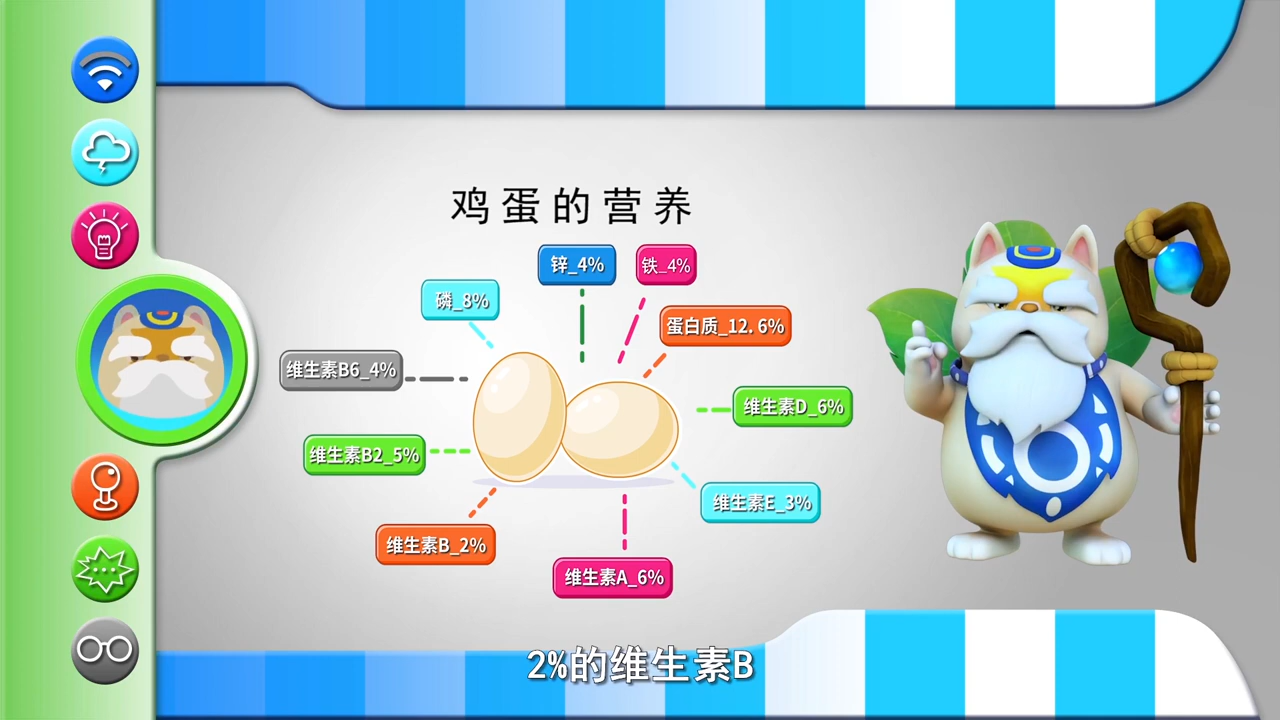 鸡蛋的营养
锌_4%
铁_4%
磷_8%
蛋白质_12.6%
维生素B6_4%
维生素D_6%
维生素B2_5%
维生素E_3%
维生素B_2%
维生素A_6%
2%的维生素B